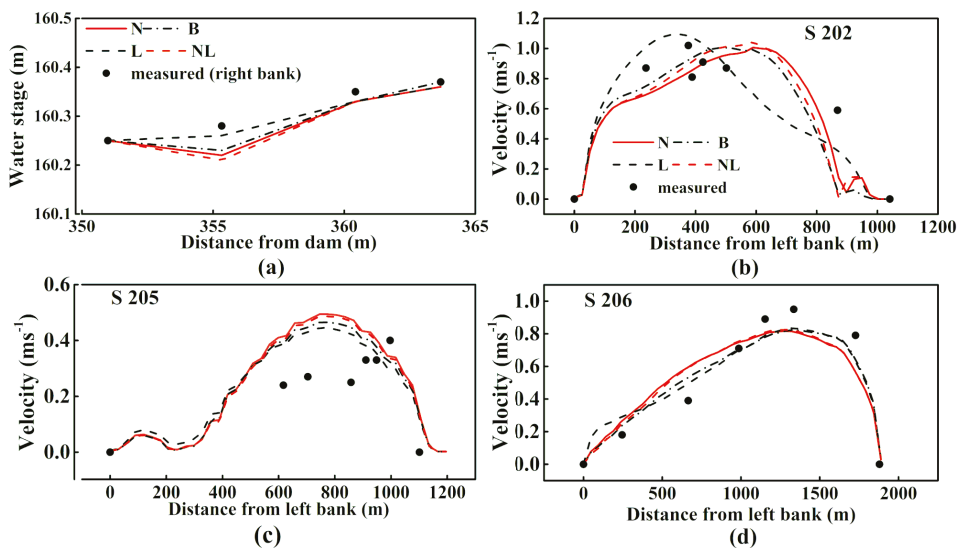 160.5
160.4
160.3
160.2
160.1
Water stage (m)
N B
L NL
measured (right bank)
350 355 360 365
Distance from dam (m)
(a)
1.2
1.0
0.8
0.6
0.4
0.2
0.0
Velocity (ms-1)
S 202
N B
L NL
measured
0 200 400 600 800 1000 1200
Distance from left bank (m)
(b)
0.6
0.4
0.2
0.0
Velocity (ms-1)
S 205
0 200 400 600 800 1000 1200
Distance from left bank (m)
(c)
1.0
0.8
0.6
0.4
0.2
0.0
Velocity (ms-1)
S 206
0 500 1000 1500 2000
Distance from left bank (m)
(d)